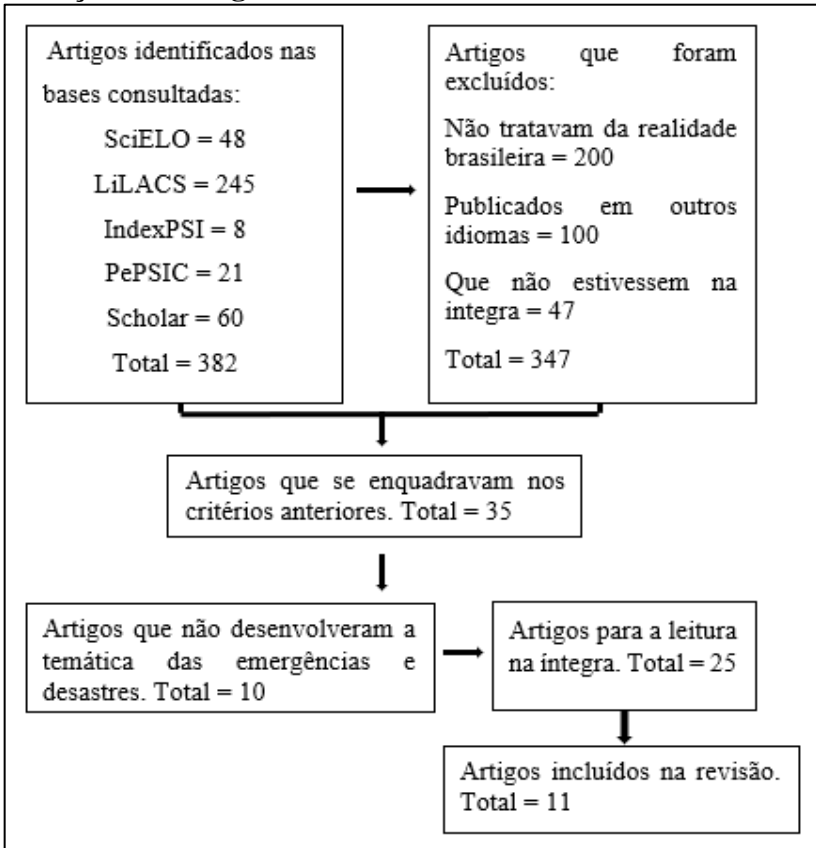 Artigos identificados nas
bases consultadas:
SciELO = 48
LiLACS = 245
IndexPSI = 8
PePSIC = 21
Scholar = 60
Total = 382
Artigos que foram
excluídos:
Não tratavam da realidade
brasileira = 200
Publicados em outros
idiomas = 100
Que não estivessem na
íntegra = 47
Total = 347
Artigos que se enquadravam nos
critérios anteriores. Total = 35
Artigos que não desenvolveram a
temática das emergências e
desastres. Total = 10
Artigos para a leitura
na íntegra. Total = 25
Artigos incluídos na revisão.
Total = 11